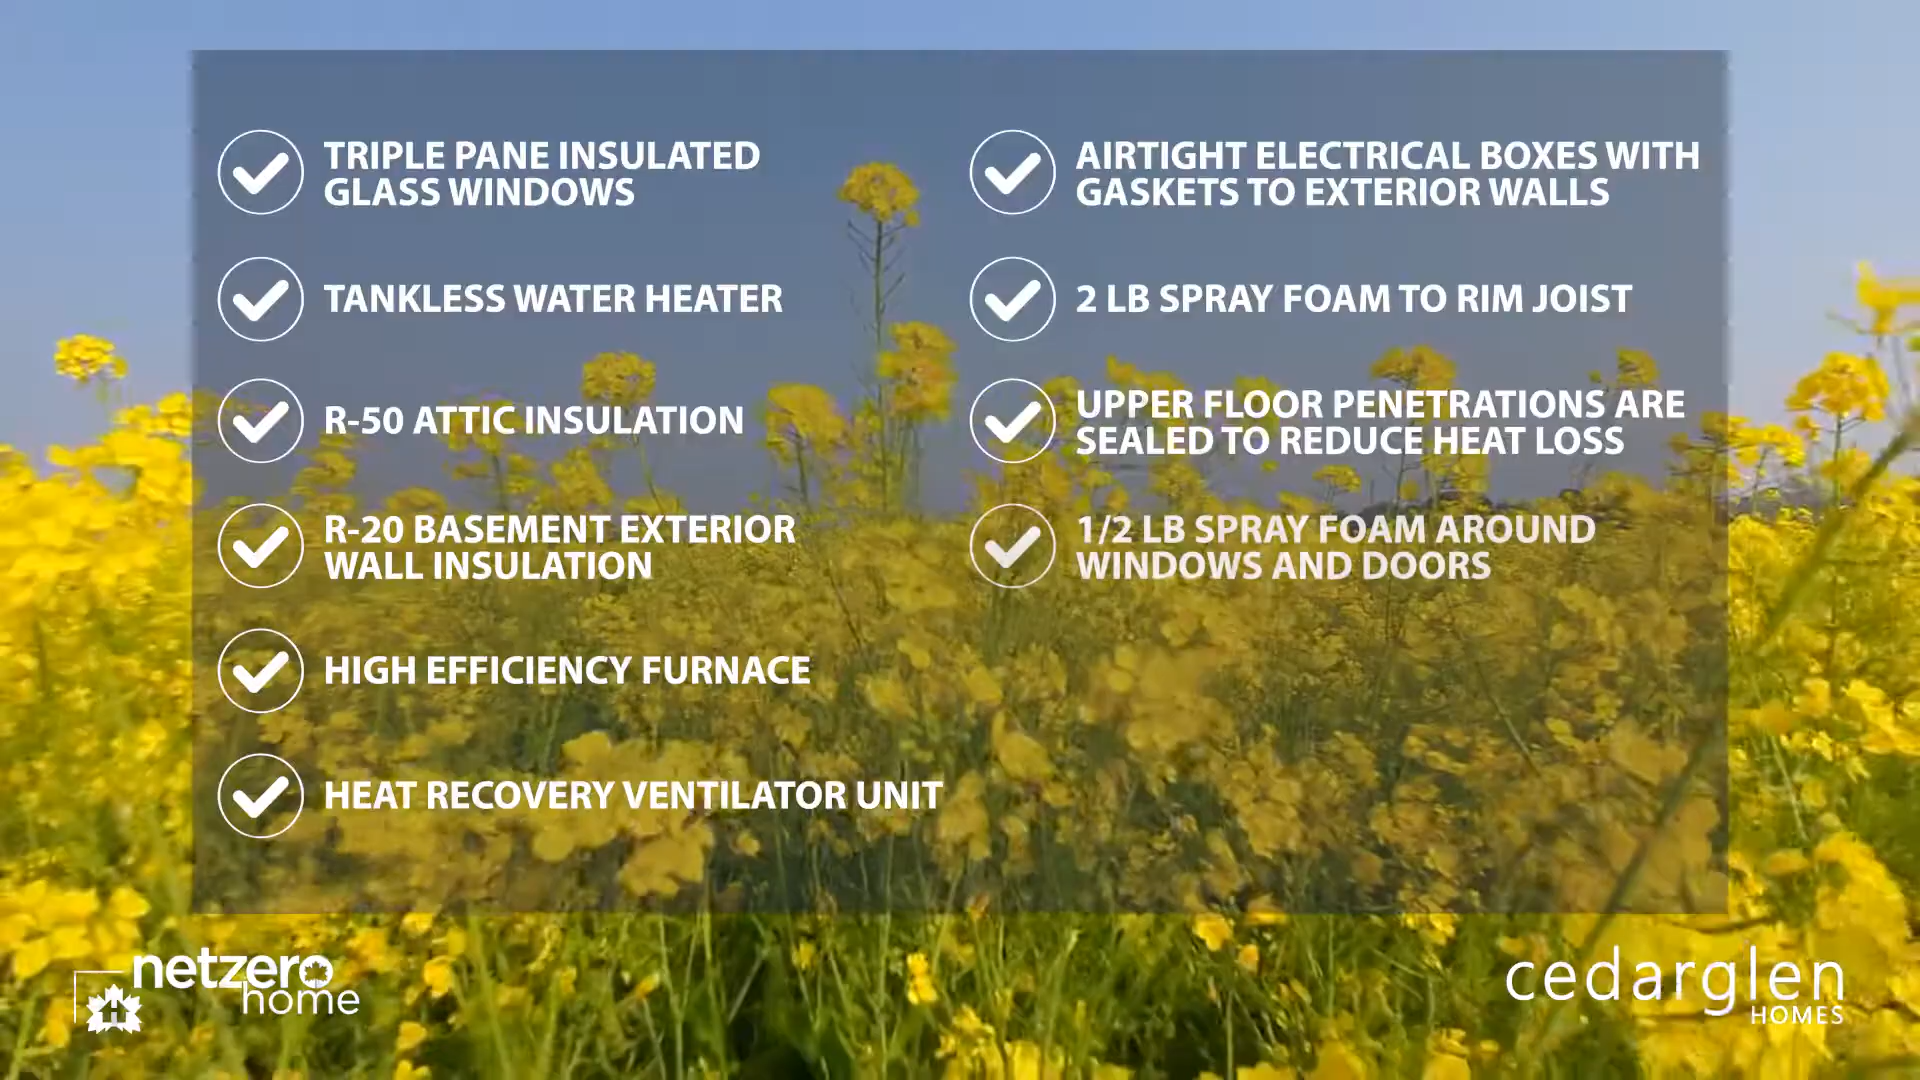 TRIPLE PANE INSULATED
GLASS WINDOWS
TANKLESS WATER HEATER
R-50 ATTIC INSULATION
R-20 BASEMENT EXTERIOR
WALL INSULATION
HIGH EFFICIENCY FURNACE
HEAT RECOVERY VENTILATOR UNIT
AIRTIGHT ELECTRICAL BOXES WITH
GASKETS TO EXTERIOR WALLS
2 LB SPRAY FOAM TO RIM JOIST
UPPER FLOOR PENETRATIONS ARE
SEALED TO REDUCE HEAT LOSS
1/2 LB SPRAY FOAM AROUND
WINDOWS AND DOORS
netzero
home
cedarglen
HOMES